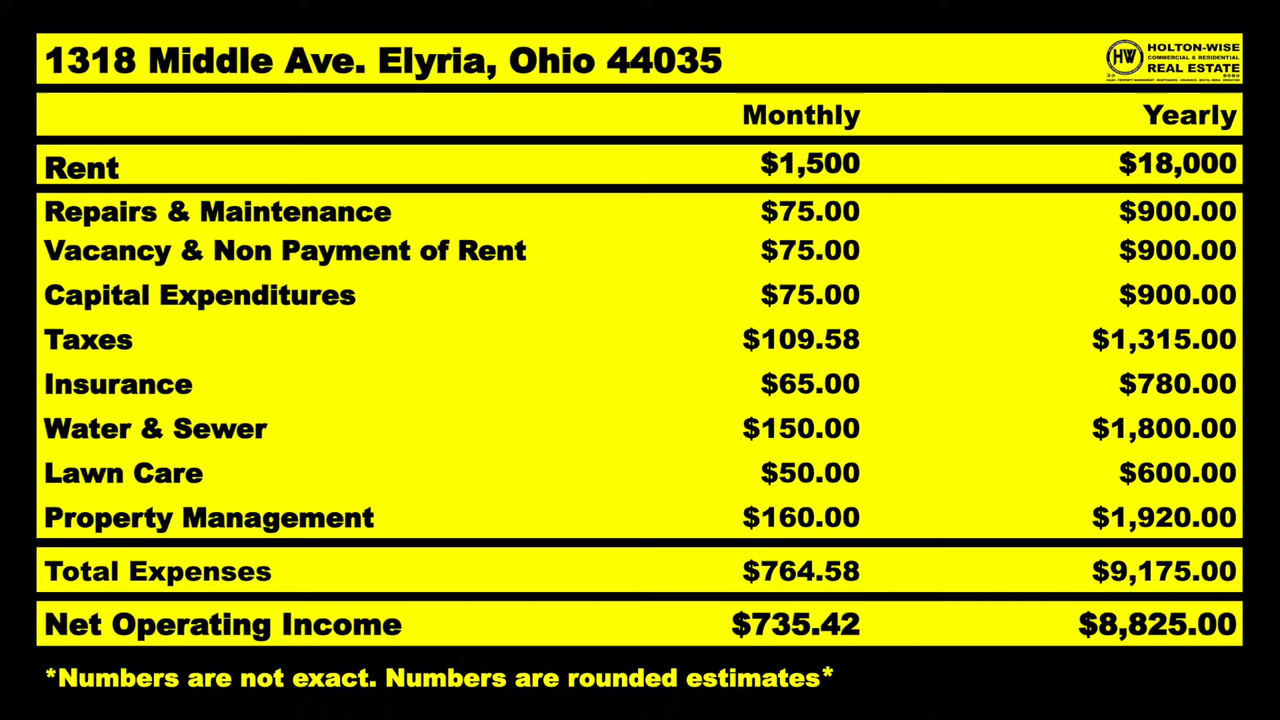 1318 Middle Ave. Elyria, Ohio 44035
HW
HOLTON-WISE
COMMERCIAL & RESIDENTIAL
REAL ESTATE
Monthly Yearly
Rent $1,500 $18,000
Repairs & Maintenance $75.00 $900.00
Vacancy & Non Payment of Rent $75.00 $900.00
Capital Expenditures $75.00 $900.00
Taxes $109.58 $1,315.00
Insurance $65.00 $780.00
Water & Sewer $150.00 $1,800.00
Lawn Care $50.00 $600.00
Property Management $160.00 $1,920.00
Total Expenses $764.58 $9,175.00
Net Operating Income $735.42 $8,825.00
*Numbers are not exact. Numbers are rounded estimates*